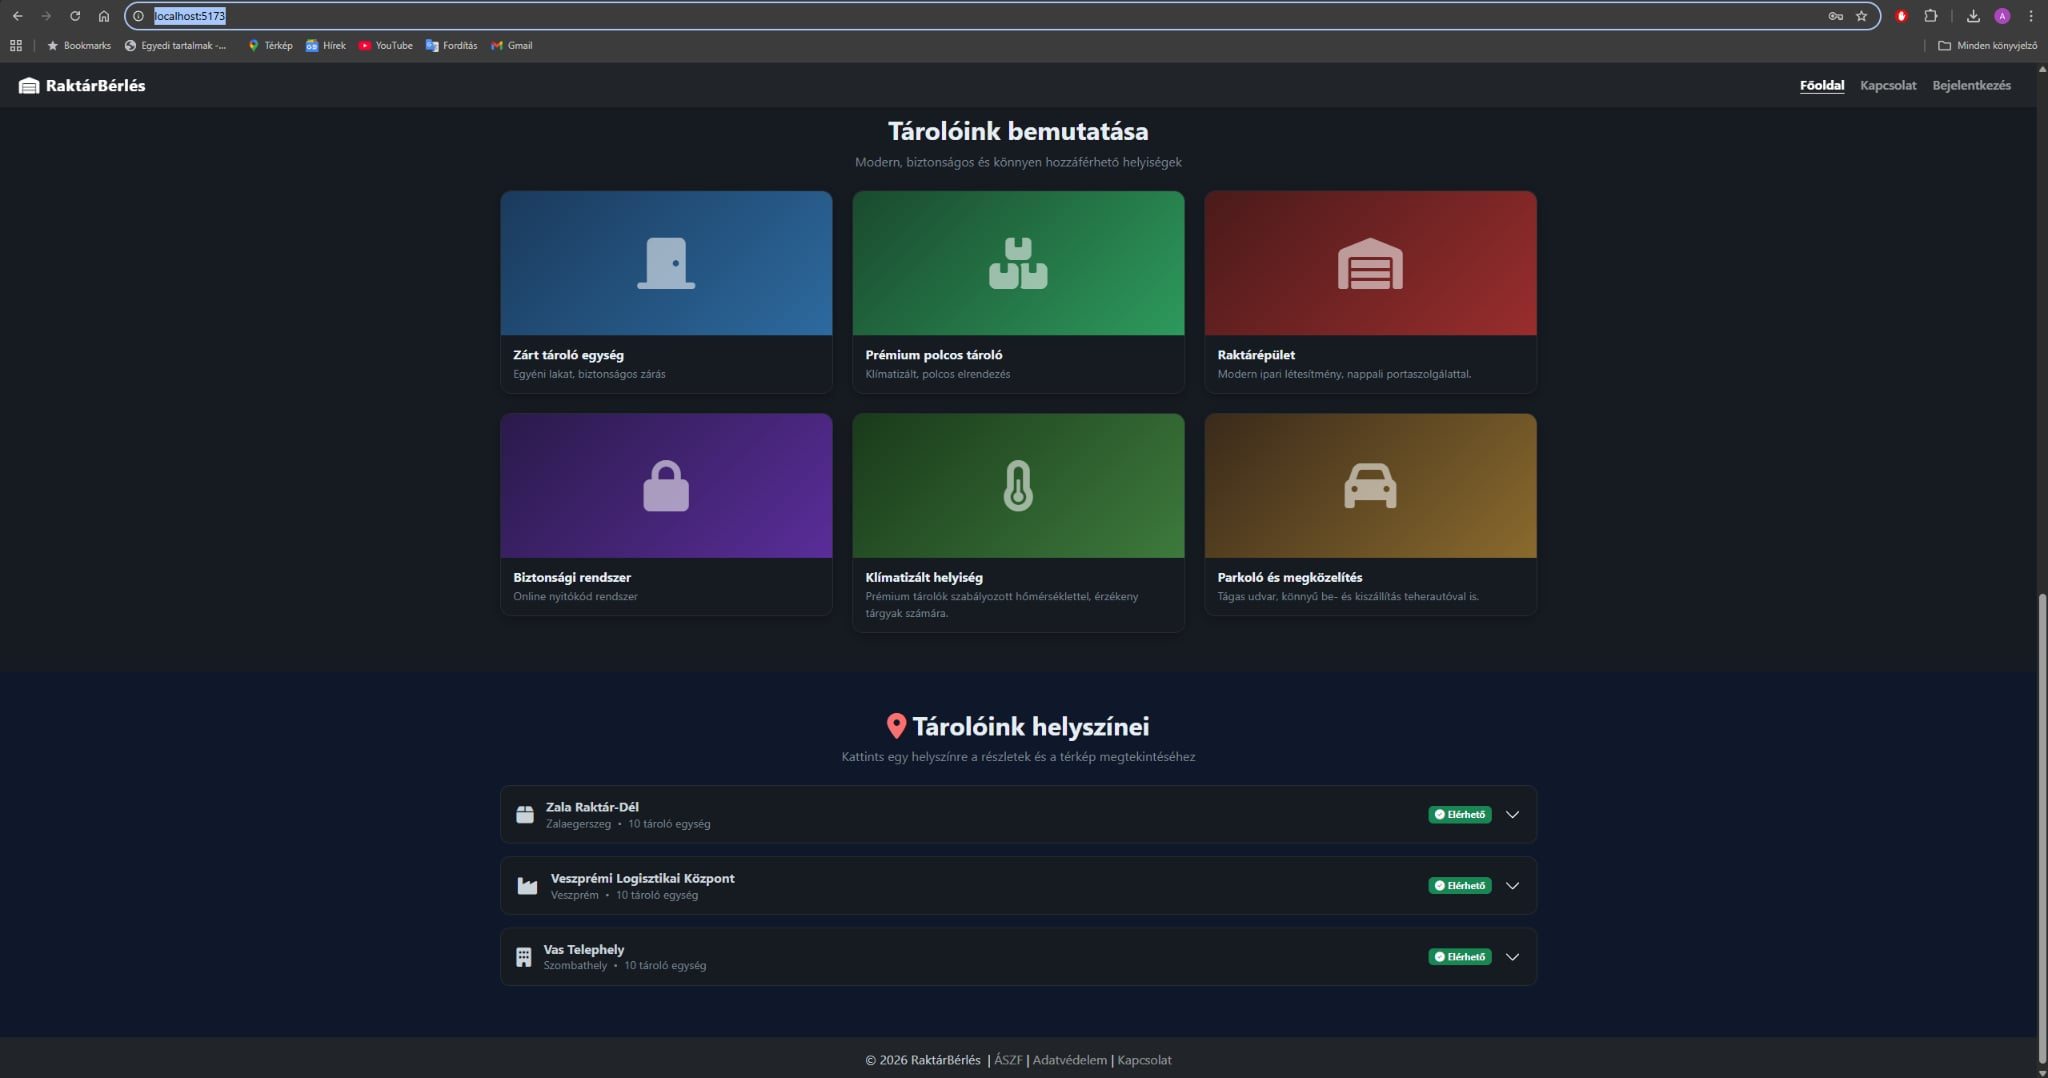 localhost:5173
A
Bookmarks
Egyedi tartalmak -...
Térkép
Hírek
YouTube
Fordítás
Gmail
Minden könyvjelző
RaktárBérlés
Főoldal
Kapcsolat
Bejelentkezés
Tárolóink bemutatása
Modern, biztonságos és könnyen hozzáférhető helyiségek
Zárt tároló egység
Egyéni lakat, biztonságos zárás
Prémium polcos tároló
Klímatizált, polcos elrendezés
Raktárépület
Modern ipari létesítmény, nappali portaszolgálattal.
Biztonsági rendszer
Online nyitókód rendszer
Klímatizált helyiség
Prémium tárolók szabályozott hőmérséklettel, érzékeny
tárgyak számára.
Parkoló és megközelítés
Tágas udvar, könnyű be- és kiszállítás teherautóval is.
Tárolóink helyszínei
Kattints egy helyszínre a részletek és a térkép megtekintéséhez
Zala Raktár-Dél
Zalaegerszeg • 10 tároló egység
Elérhető
Veszprémi Logisztikai Központ
Veszprém • 10 tároló egység
Elérhető
Vas Telephely
Szombathely • 10 tároló egység
Elérhető
© 2026 RaktárBérlés | ÁSZF | Adatvédelem | Kapcsolat